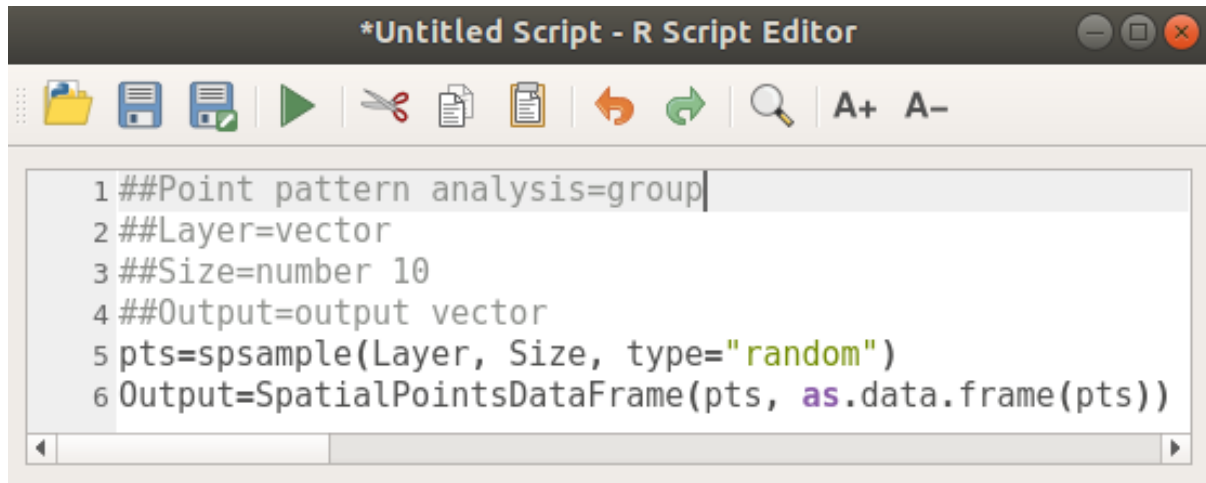 *Untitled Script - R Script Editor
A+ A-
1 ##Point pattern analysis=group
2 ##Layer=vector
3 ##Size=number 10
4 ##Output=output vector
5 pts=spsample(Layer, Size, type="random")
6 Output=SpatialPointsDataFrame(pts, as.data.frame(pts))